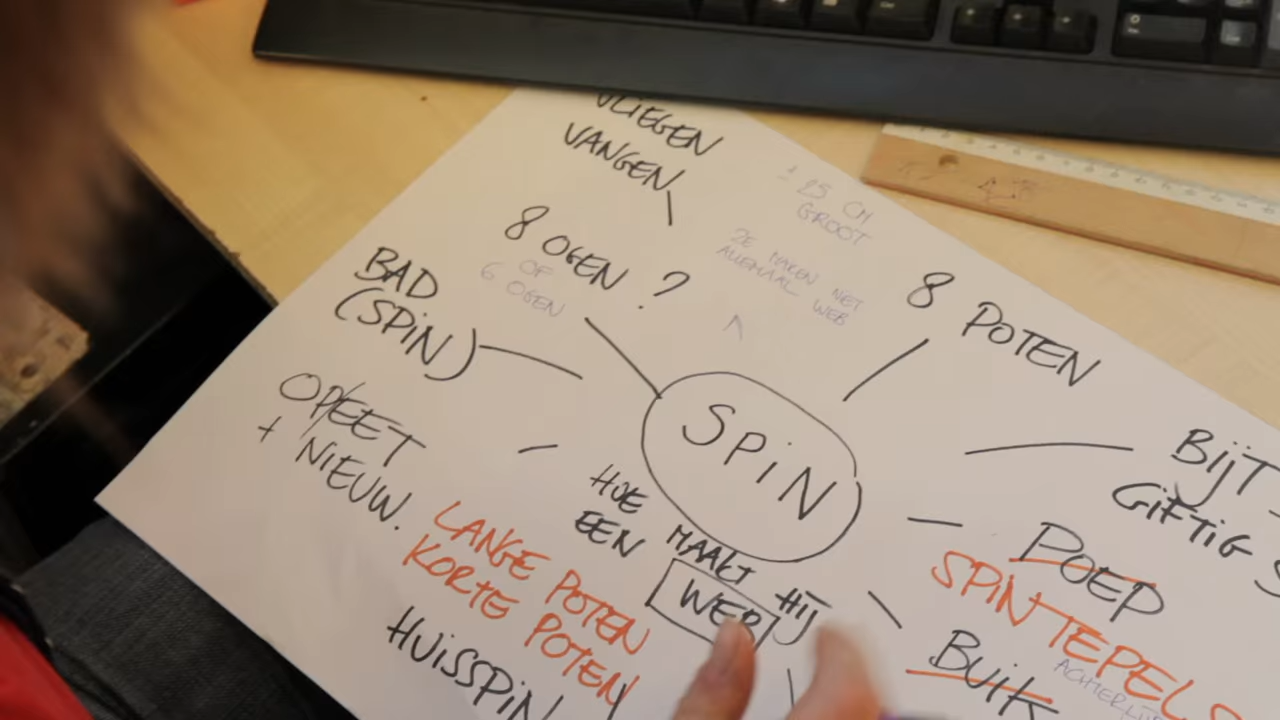 VLIEGEN
VANGEN
± 25 CM
GROOT
8 OGEN ?
OF
6 OGEN
ZE MAKEN NET
ALLEMAAL WEB
8 POTEN
BAD
(SPiN)
SPiN
OPEET
+ NIEUW.
BijT
GiFTiG
HOE MAAKT HIJ
EEN WEB
LANGE POTEN
KORTE POTEN
HUiSSPiN
POEP
SPiNTEPELS
BUiK